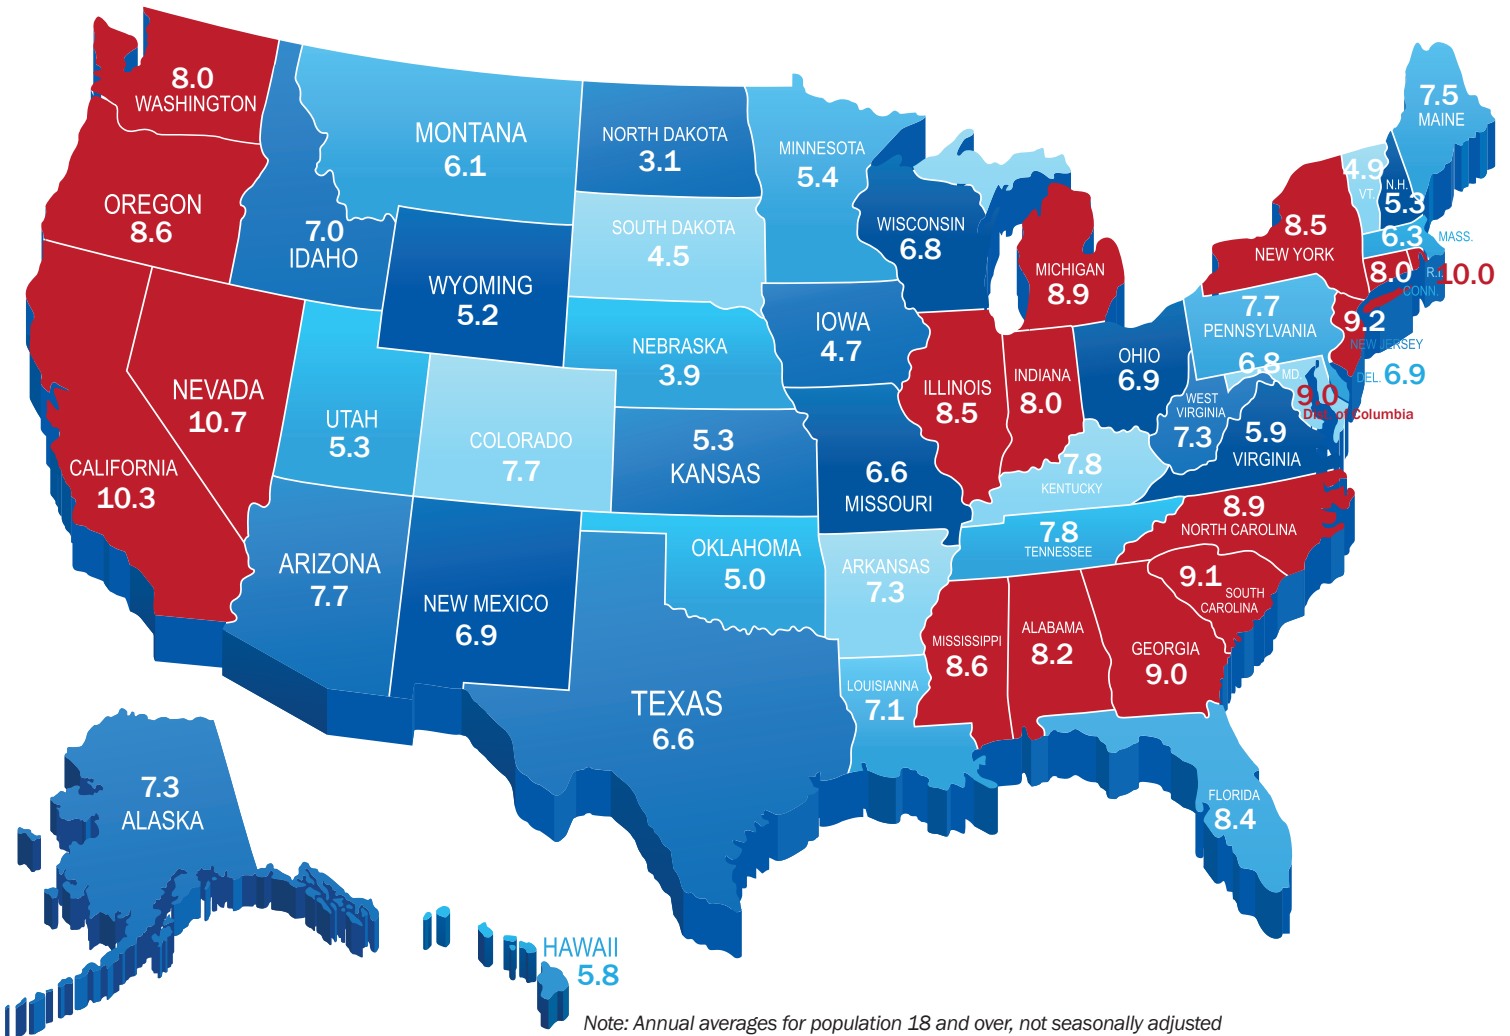 8.0
WASHINGTON
OREGON
8.6
7.0
IDAHO
MONTANA
6.1
NORTH DAKOTA
3.1
MINNESOTA
5.4
SOUTH DAKOTA
4.5
WYOMING
5.2
WISCONSIN
6.8
MICHIGAN
8.9
7.5
MAINE
4.9
VT.
N.H.
5.3
6.3 MASS.
8.5
NEW YORK
8.0
CONN.
R.I.
10.0
7.7
PENNSYLVANIA
9.2
NEW JERSEY
6.8
MD.
DEL. 6.9
9.0
Dist. of Columbia
NEVADA
10.7
CALIFORNIA
10.3
UTAH
5.3
COLORADO
7.7
NEBRASKA
3.9
IOWA
4.7
5.3
KANSAS
6.6
MISSOURI
ILLINOIS
8.5
INDIANA
8.0
OHIO
6.9
WEST
VIRGINIA
7.3
5.9
VIRGINIA
7.8
KENTUCKY
7.8
TENNESSEE
8.9
NORTH CAROLINA
9.1
SOUTH
CAROLINA
ARIZONA
7.7
NEW MEXICO
6.9
OKLAHOMA
5.0
ARKANSAS
7.3
TEXAS
6.6
LOUISIANNA
7.1
MISSISSIPPI
8.6
ALABAMA
8.2
GEORGIA
9.0
FLORIDA
8.4
7.3
ALASKA
HAWAII
5.8
Note: Annual averages for population 18 and over, not seasonally adjusted